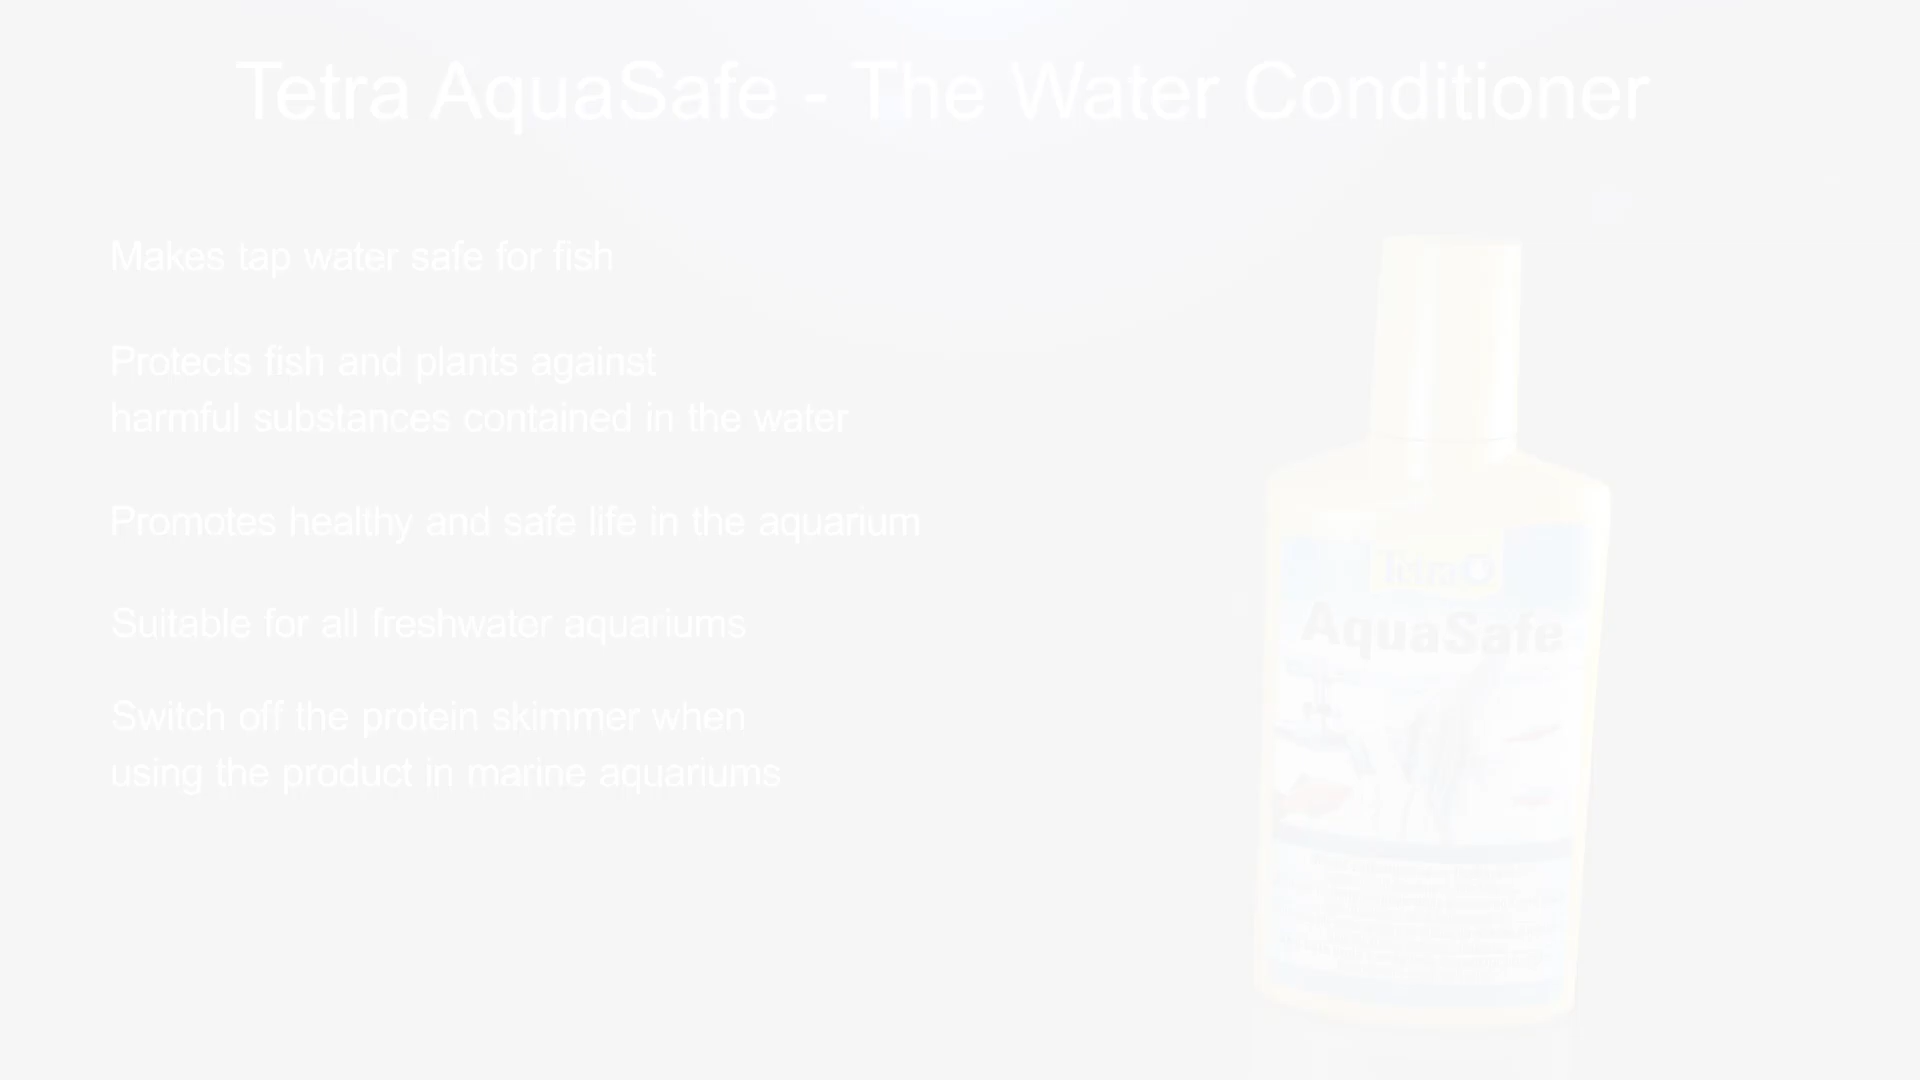 Tetra AquaSafe - The Water Conditioner
Makes tap water safe for fish
Protects fish and plants against
harmful substances contained in the water
Promotes healthy and safe life in the aquarium
Suitable for all freshwater aquariums
Switch off the protein skimmer when
using the product in marine aquariums
Tetra
AquaSafe